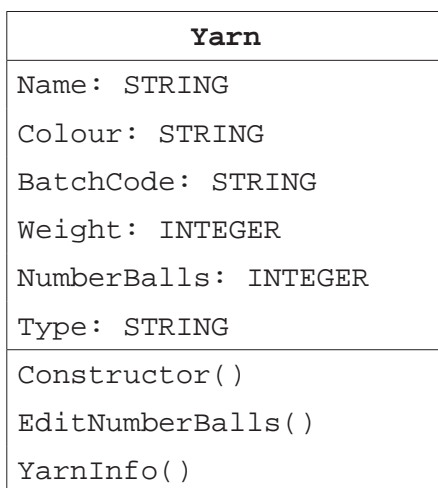 Yarn
Name: STRING
Colour: STRING
BatchCode: STRING
Weight: INTEGER
NumberBalls: INTEGER
Type: STRING
Constructor()
EditNumberBalls()
YarnInfo()